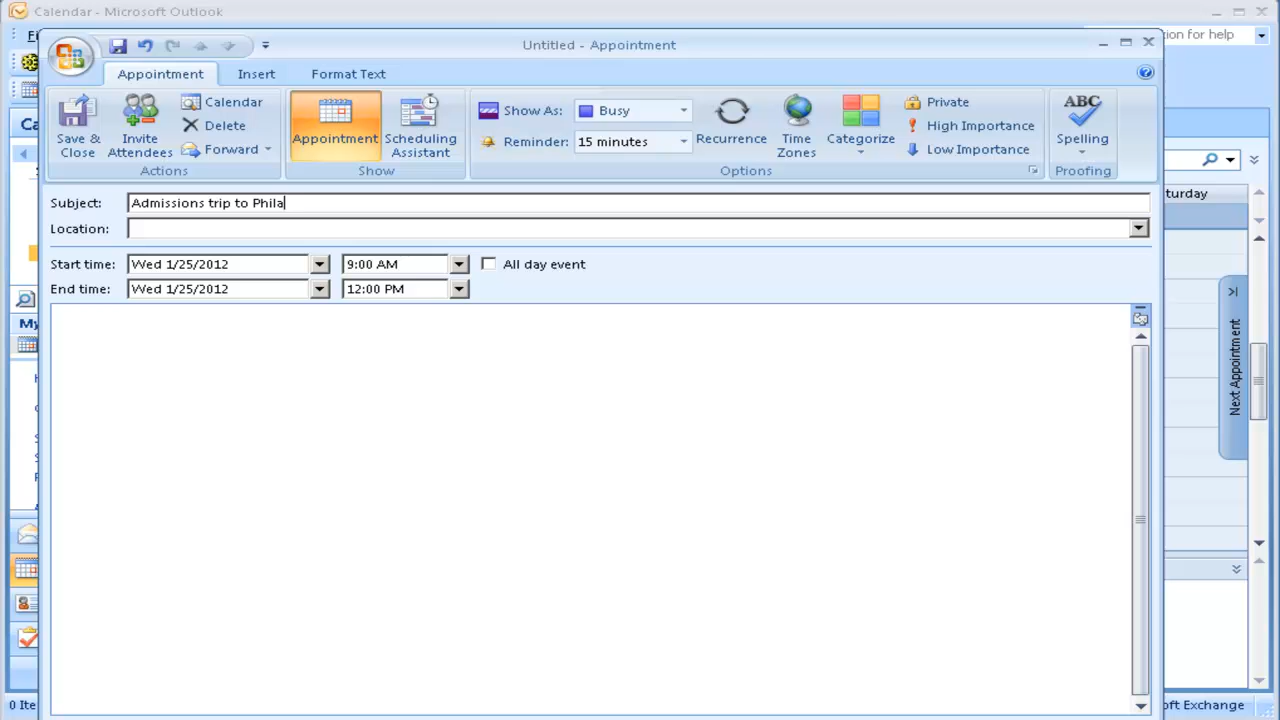 Calendar - Microsoft Outlook
ion for help
Untitled - Appointment
Appointment Insert Format Text
Save & Close
Invite Attendees
Calendar
Delete
Forward
Actions
Appointment
Scheduling Assistant
Show
Show As: Busy
Reminder: 15 minutes
Recurrence
Time Zones
Categorize
Private
High Importance
Low Importance
Options
ABC
Spelling
Proofing
Subject: Admissions trip to Phila
Location:
Start time: Wed 1/25/2012 9:00 AM All day event
End time: Wed 1/25/2012 12:00 PM
Ca
My
turday
Next Appointment
0 Ite
oft Exchange